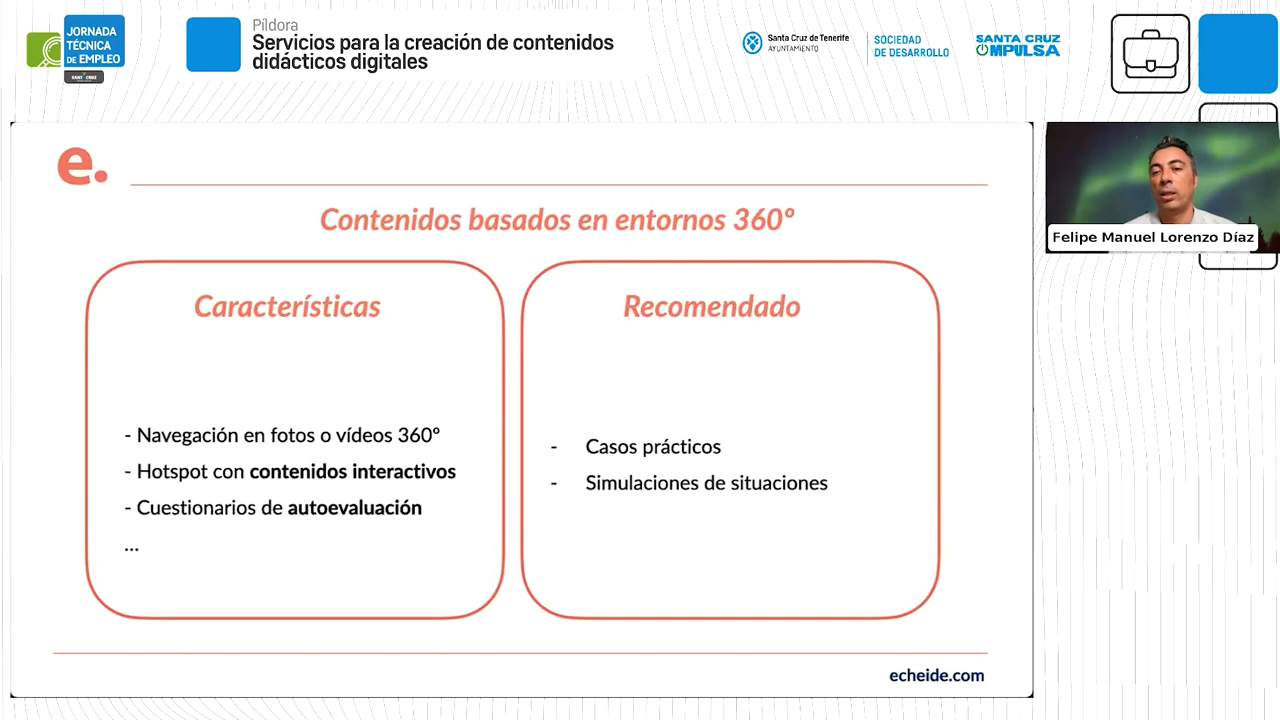 JORNADA
TÉCNICA
DE EMPLEO
Píldora
Servicios para la creación de contenidos
didácticos digitales
Santa Cruz de Tenerife
AYUNTAMIENTO
SOCIEDAD
DE DESARROLLO
SANTA CRUZ
IMPULSA
e.
Contenidos basados en entornos 360º
Características
- Navegación en fotos o vídeos 360º
- Hotspot con contenidos interactivos
- Cuestionarios de autoevaluación
...
Recomendado
- Casos prácticos
- Simulaciones de situaciones
echeide.com
Felipe Manuel Lorenzo Díaz